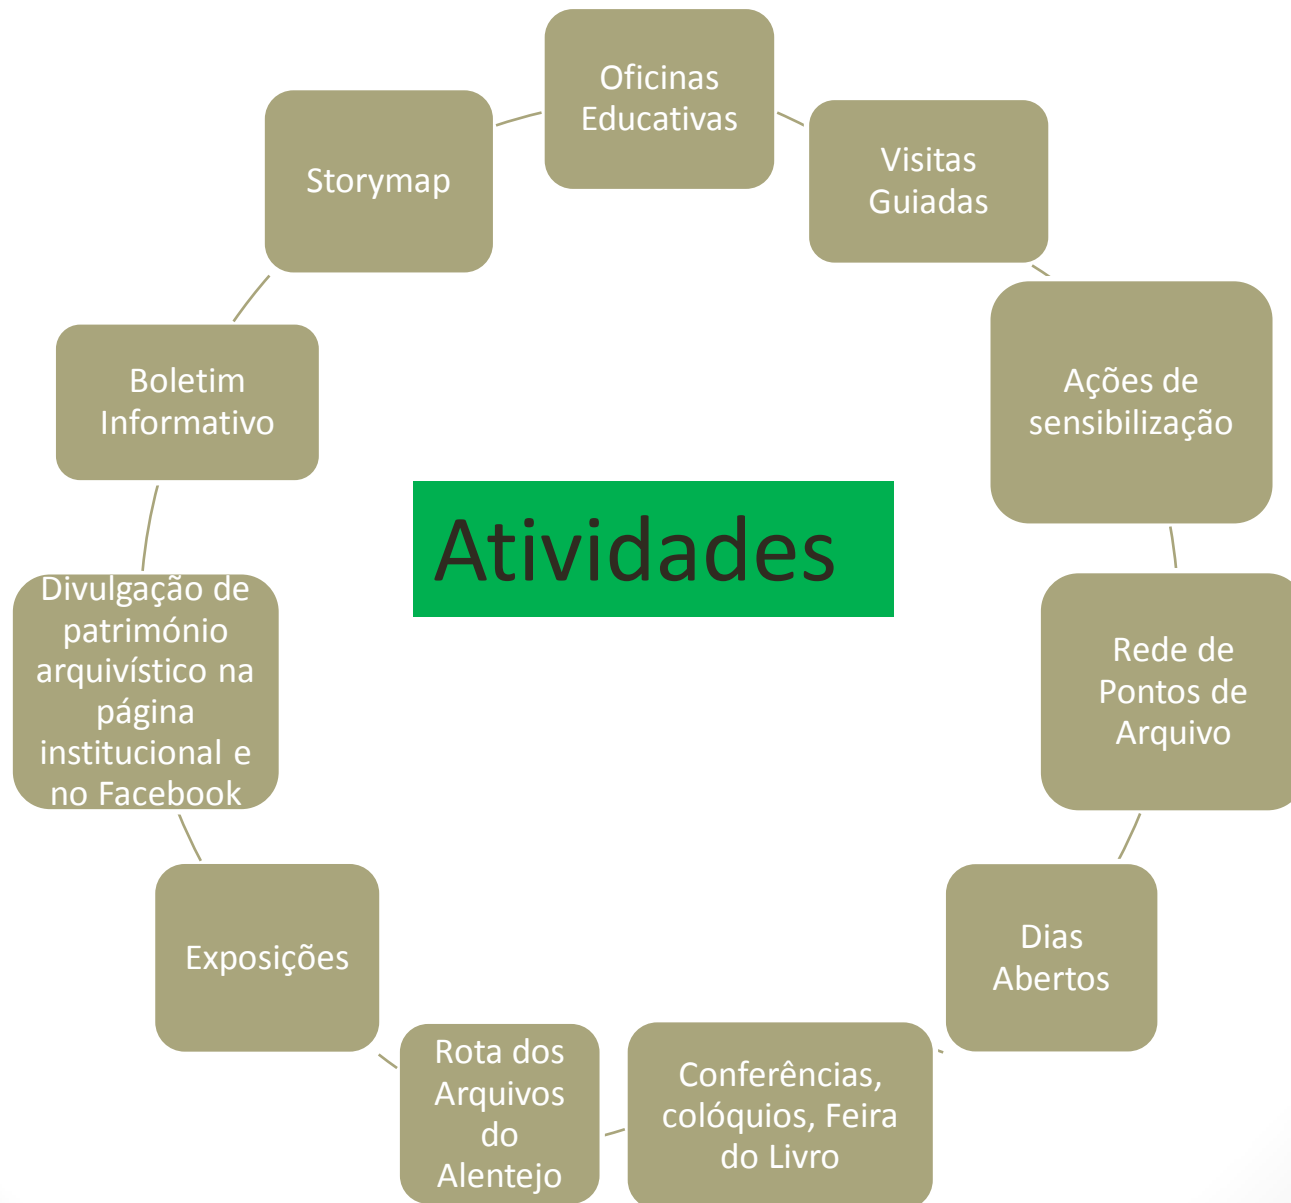 Oficinas
Educativas
Visitas
Guiadas
Ações de
sensibilização
Rede de
Pontos de
Arquivo
Dias
Abertos
Conferências,
colóquios, Feira
do Livro
Rota dos
Arquivos
do
Alentejo
Exposições
Divulgação de
património
arquivístico na
página
institucional e
no Facebook
Boletim
Informativo
Storymap
Atividades